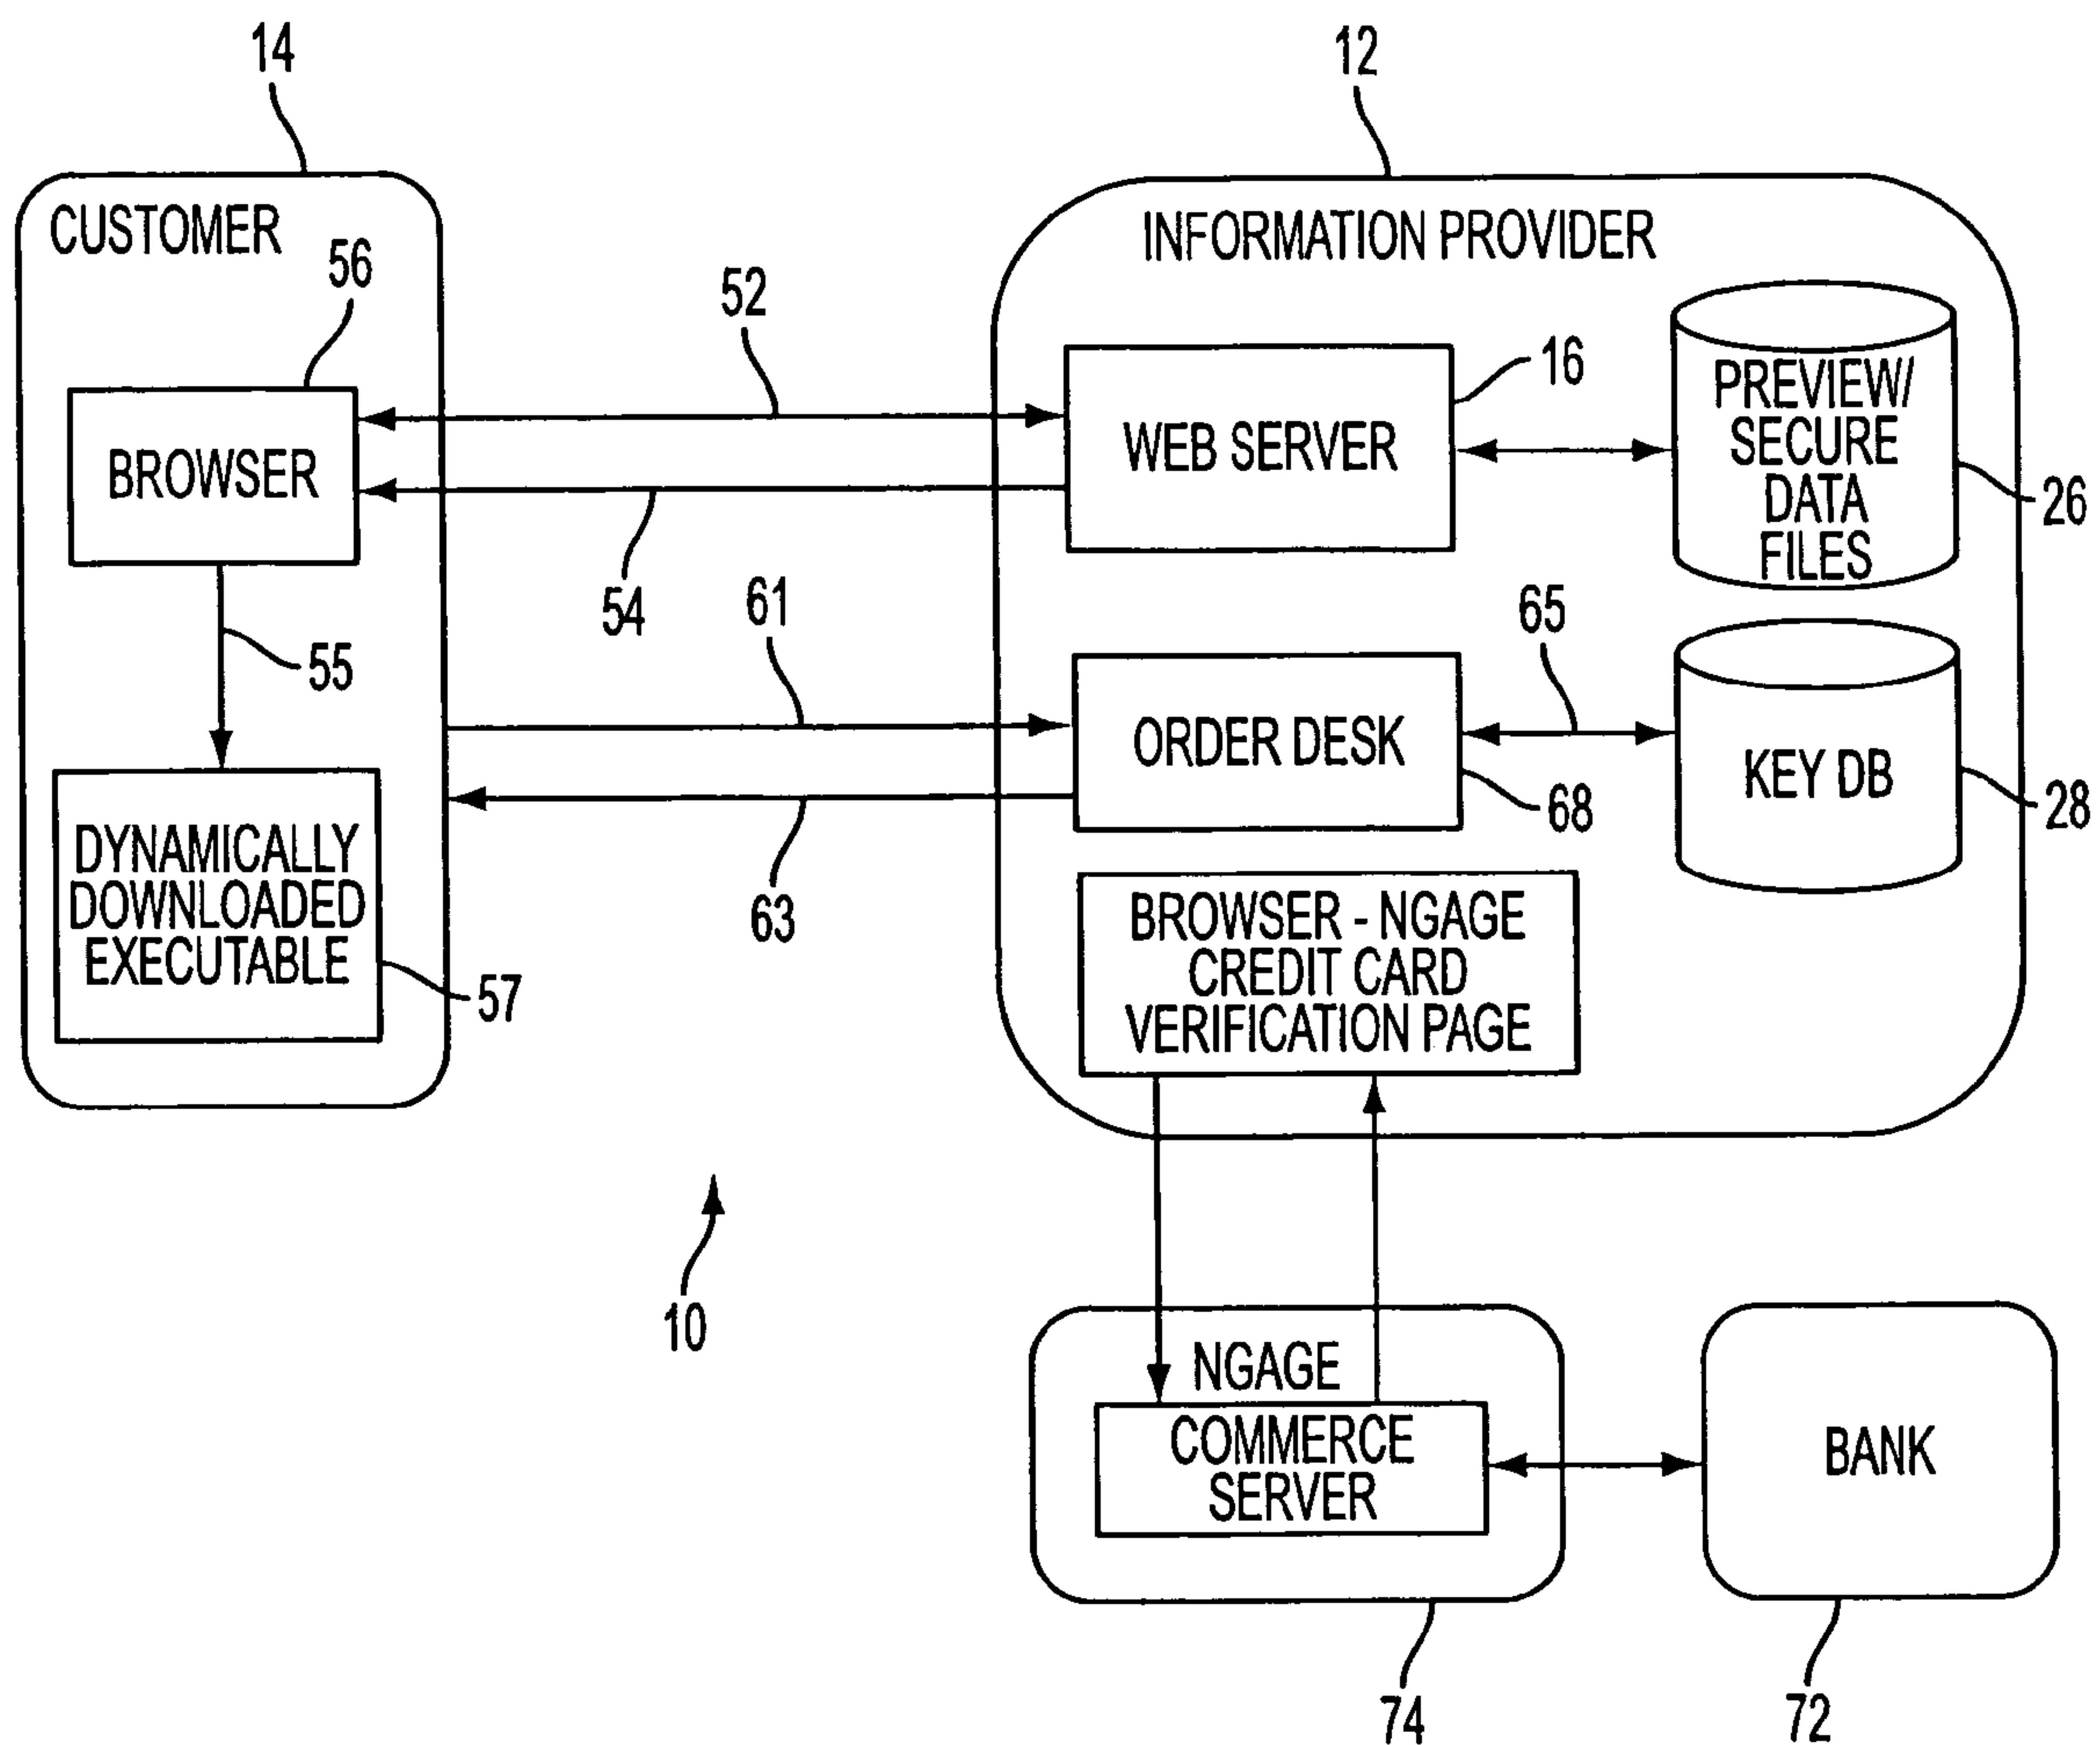 14
12
CUSTOMER
INFORMATION PROVIDER
56
52
16
PREVIEW/
SECURE
DATA
FILES
BROWSER
WEB SERVER
26
54
61
65
55
ORDER DESK
KEY DB
68
28
DYNAMICALLY
DOWNLOADED
EXECUTABLE
63
57
BROWSER - NGAGE
CREDIT CARD
VERIFICATION PAGE
10
NGAGE
COMMERCE
SERVER
BANK
74
72